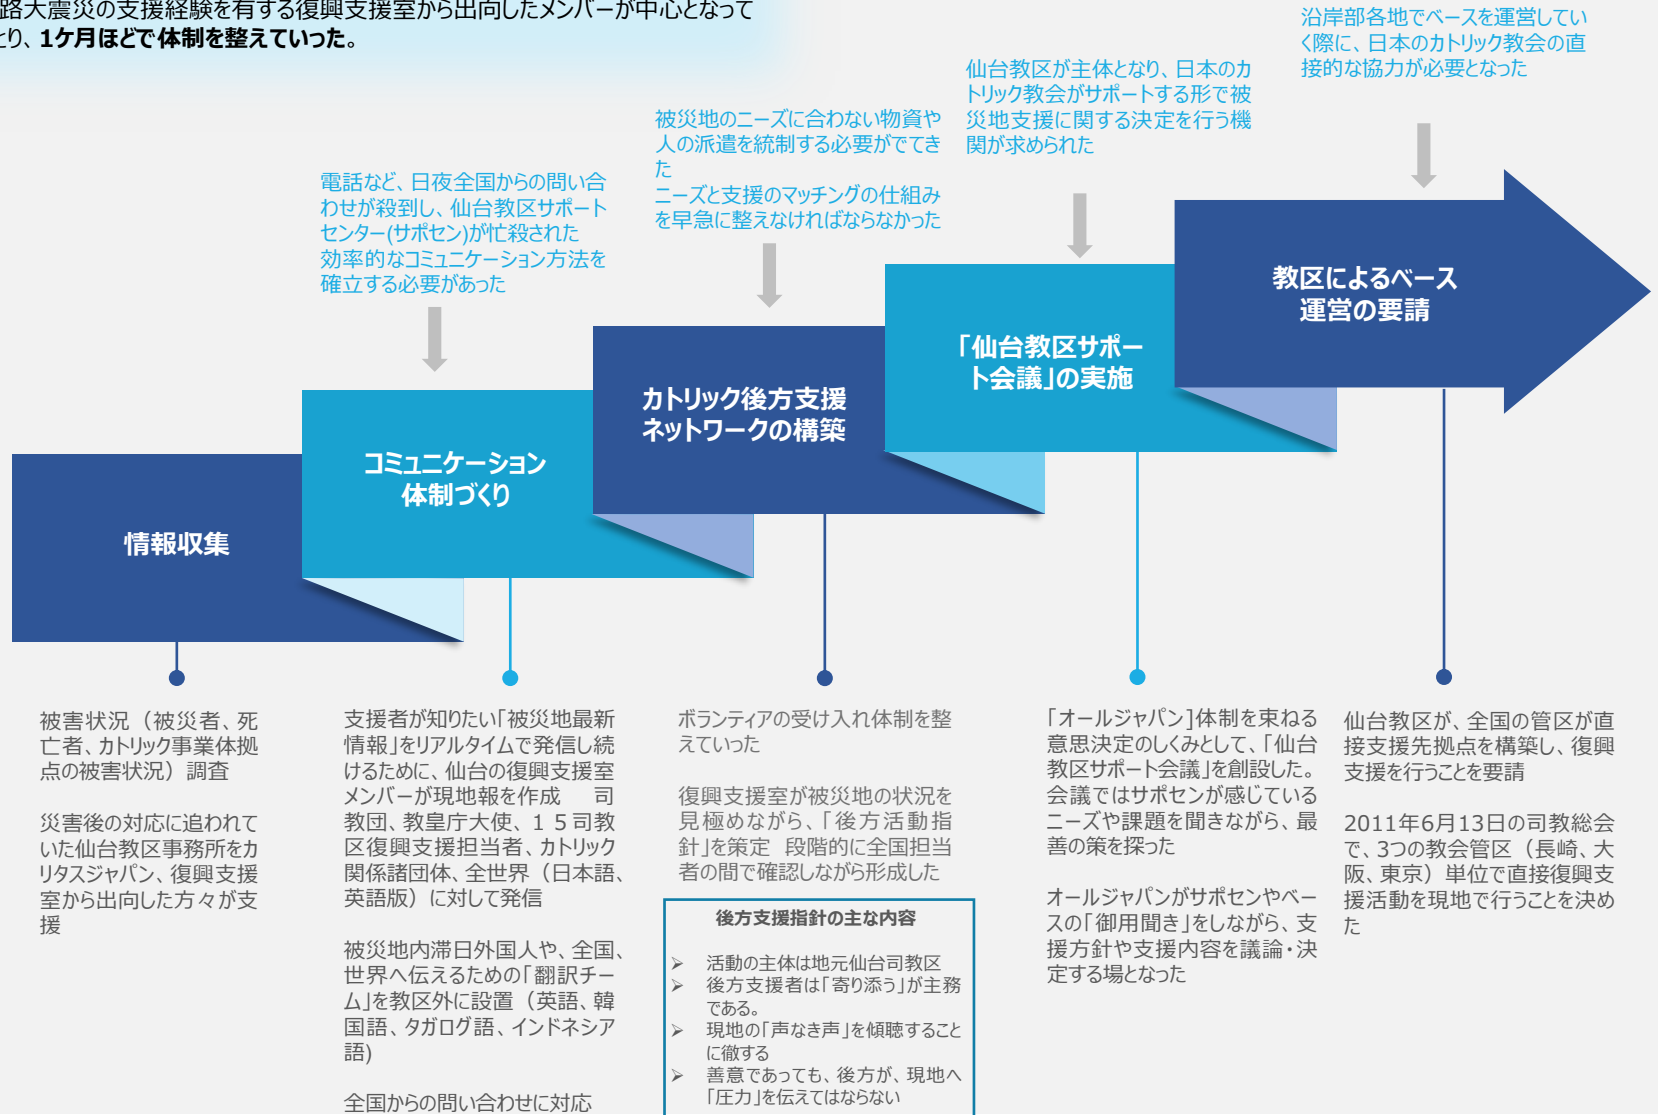 路大震災の支援経験を有する復興支援室から出向したメンバーが中心となって
とり、1ケ月ほどで体制を整えていった。
電話など、日夜全国からの問い合
わせが殺到し、仙台教区サポート
センター(サポセン)が忙殺された
効率的なコミュニケーション方法を
確立する必要があった
被災地のニーズに合わない物資や
人の派遣を統制する必要がでてき
た
ニーズと支援のマッチングの仕組み
を早急に整えなければならなかった
仙台教区が主体となり、日本のカ
トリック教会がサポートする形で被
災地支援に関する決定を行う機
関が求められた
沿岸部各地でベースを運営してい
く際に、日本のカトリック教会の直
接的な協力が必要となった
情報収集
コミュニケーション
体制づくり
カトリック後方支援
ネットワークの構築
「仙台教区サポー
ト会議」の実施
教区によるベース
運営の要請
被害状況（被災者、死
亡者、カトリック事業体拠
点の被害状況）調査
災害後の対応に追われて
いた仙台教区事務所をカ
リタスジャパン、復興支援
室から出向した方々が支
援
支援者が知りたい「被災地最新
情報」をリアルタイムで発信し続
けるために、仙台の復興支援室
メンバーが現地報を作成　司
教団、教皇庁大使、１５司教
区復興支援担当者、カトリック
関係諸団体、全世界（日本語、
英語版）に対して発信
被災地内滞日外国人や、全国、
世界へ伝えるための「翻訳チー
ム」を教区外に設置（英語、韓
国語、タガログ語、インドネシア
語)
全国からの問い合わせに対応
ボランティアの受け入れ体制を整
えていった
復興支援室が被災地の状況を
見極めながら、「後方活動指
針」を策定　段階的に全国担当
者の間で確認しながら形成した
後方支援指針の主な内容
➢ 活動の主体は地元仙台司教区
➢ 後方支援者は「寄り添う」が主務
である。
➢ 現地の「声なき声」を傾聴すること
に徹する
➢ 善意であっても、後方が、現地へ
「圧力」を伝えてはならない
「オールジャパン]体制を束ねる
意思決定のしくみとして、「仙台
教区サポート会議」を創設した。
会議ではサポセンが感じている
ニーズや課題を聞きながら、最
善の策を探った
オールジャパンがサポセンやベー
スの「御用聞き」をしながら、支
援方針や支援内容を議論・決
定する場となった
仙台教区が、全国の管区が直
接支援先拠点を構築し、復興
支援を行うことを要請
2011年6月13日の司教総会
で、3つの教会管区（長崎、大
阪、東京）単位で直接復興支
援活動を現地で行うことを決め
た